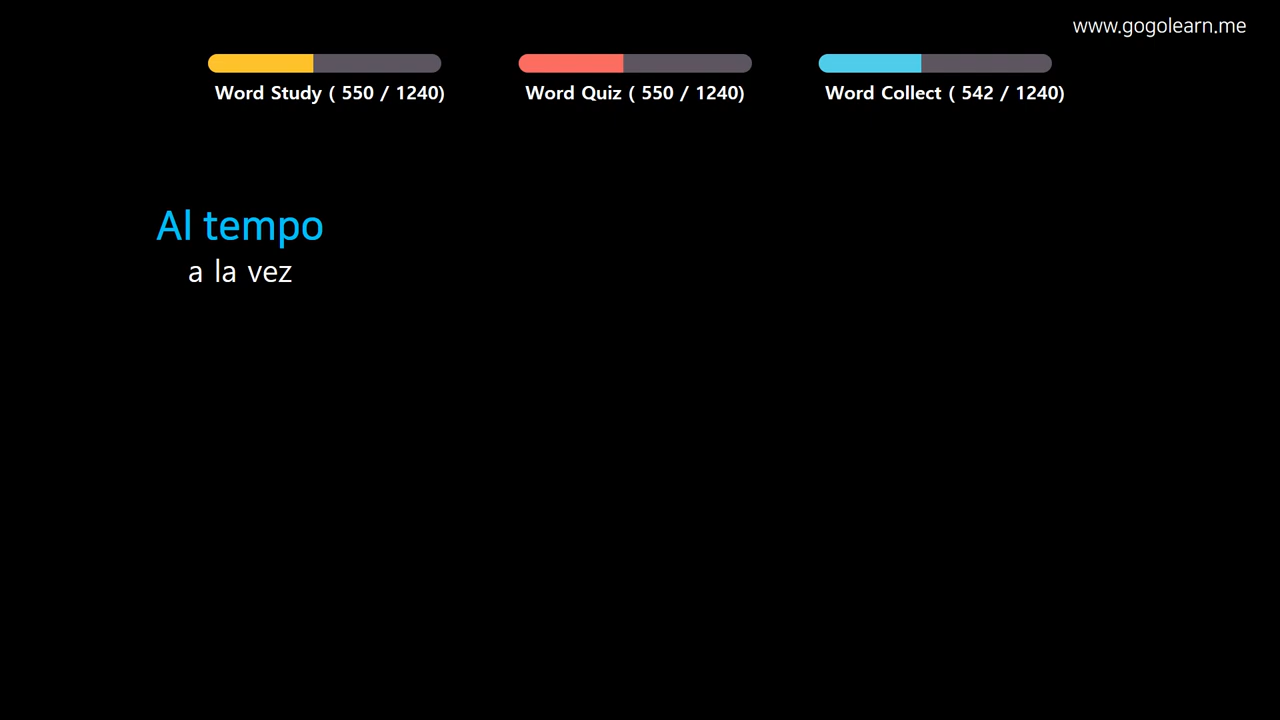 www.gogolearn.me
Word Study ( 550 / 1240)
Word Quiz ( 550 / 1240)
Word Collect ( 542 / 1240)
Al tempo
a la vez